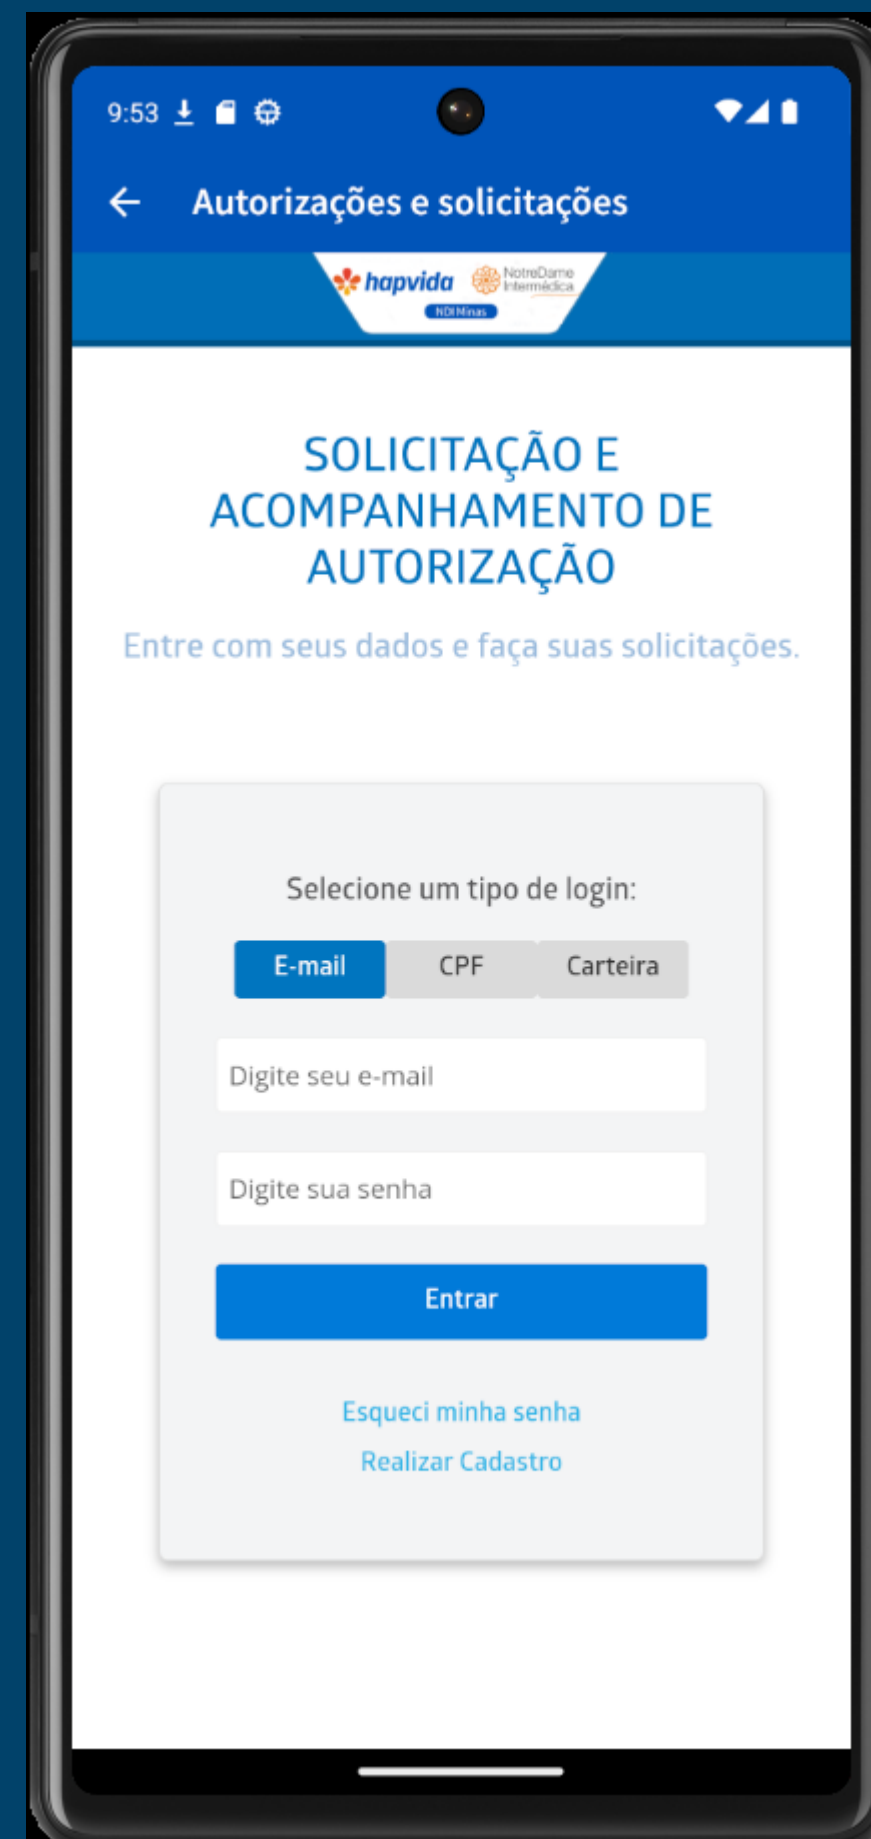 9:53
Autorizações e solicitações
hapvida
NotreDame
Intermédica
NDI Minas
SOLICITAÇÃO E
ACOMPANHAMENTO DE
AUTORIZAÇÃO
Entre com seus dados e faça suas solicitações.
Selecione um tipo de login:
E-mail CPF Carteira
Digite seu e-mail
Digite sua senha
Entrar
Esqueci minha senha
Realizar Cadastro